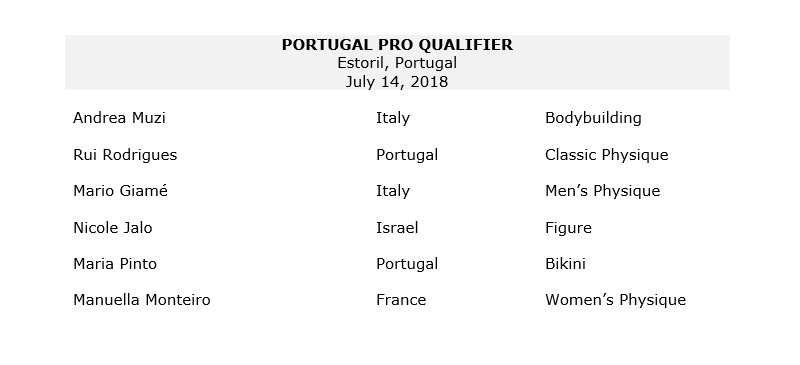 PORTUGAL PRO QUALIFIER
Estoril, Portugal
July 14, 2018
Andrea Muzi Italy Bodybuilding
Rui Rodrigues Portugal Classic Physique
Mario Giamé Italy Men’s Physique
Nicole Jalo Israel Figure
Maria Pinto Portugal Bikini
Manuella Monteiro France Women’s Physique